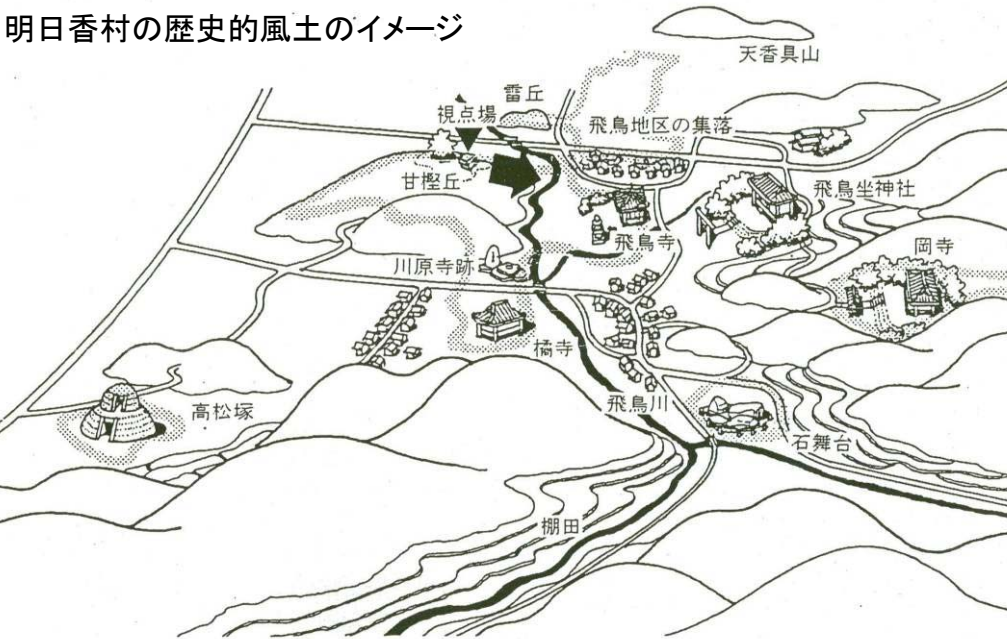 明日香村の歴史的風土のイメージ
天香具山
雷丘
視点場
飛鳥地区の集落
甘樫丘
飛鳥坐神社
飛鳥寺
岡寺
川原寺跡
橘寺
飛鳥川
高松塚
石舞台
棚田